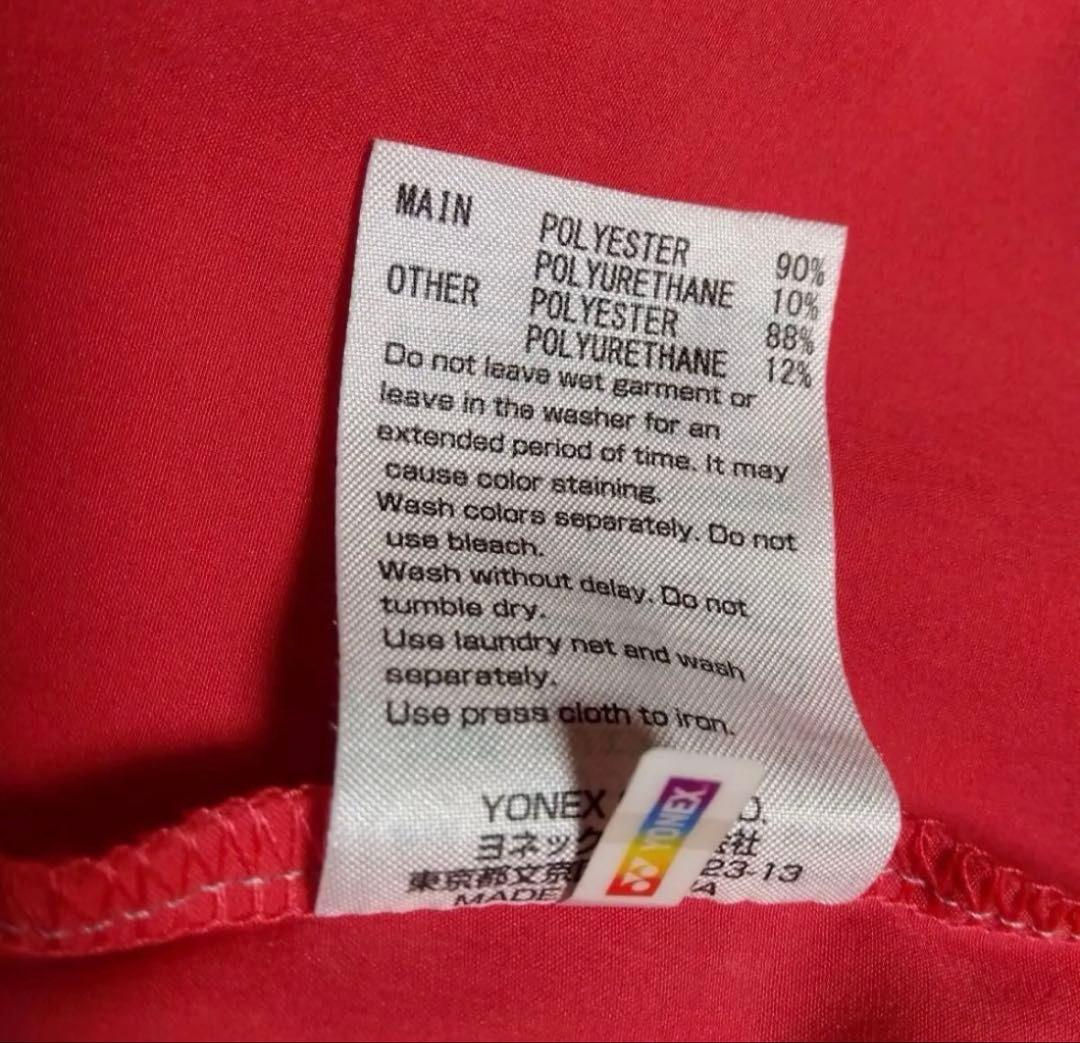 MAIN POLYESTER 90%
POLYURETHANE 10%
OTHER POLYESTER 88%
POLYURETHANE 12%
Do not leave wet garment or
leave in the washer for an
extended period of time. It may
cause color staining.
Wash colors separately. Do not
use bleach.
Wash without delay. Do not
tumble dry.
Use laundry net and wash
separately.
Use press cloth to iron.
YONEX D.
ヨネック 会社
東京都文京 23-13
MADE A
YONEX